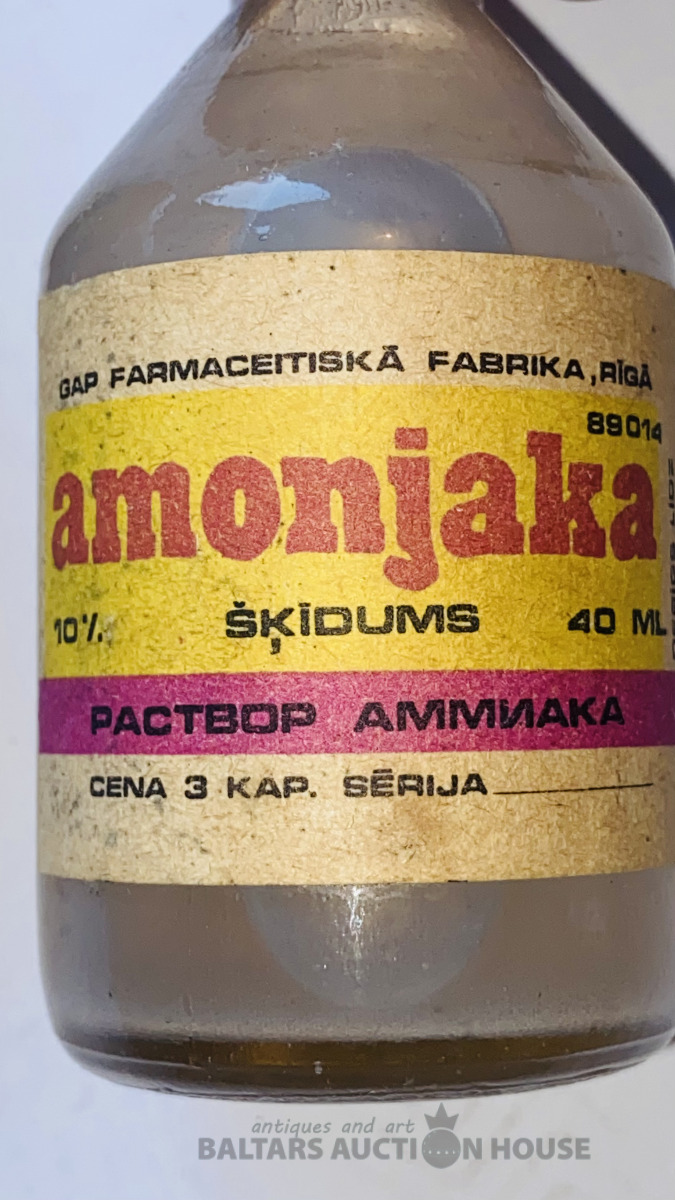 GAP FARMACEITISKĀ FABRIKA, RĪGĀ
89014
amonjaka
10% ŠĶĪDUMS 40 ML
РАСТВОР АММИАКА
CENA 3 KAP. SĒRIJA
antiques and art
BALTARS AUCTION HOUSE